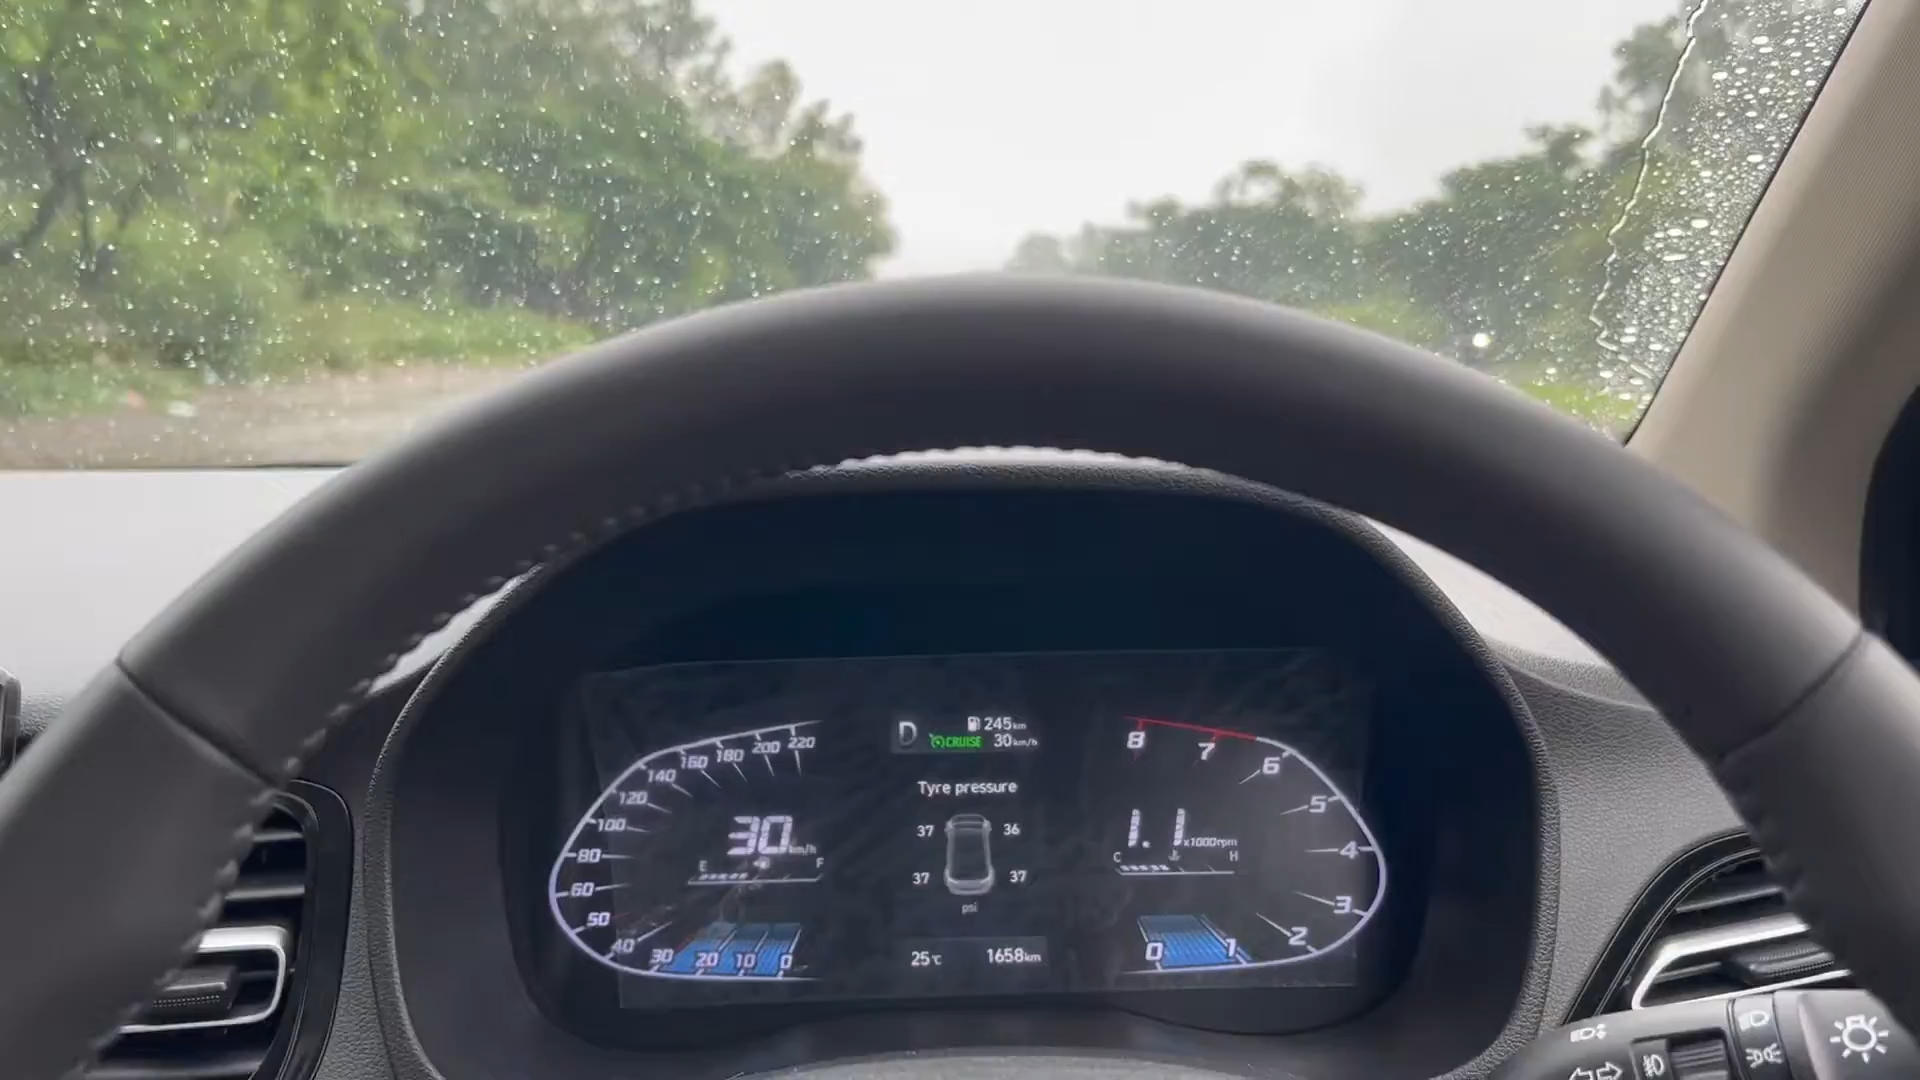 D 245km
CRUISE 30km/h
Tyre pressure
37 36
37 37
psi
25℃ 1658km
220
200
180
160
140
120
100
80
60
50
40
30
20
10
0
30km/h
E F
8
7
6
5
4
3
2
1
0
1.1x1000rpm
C H